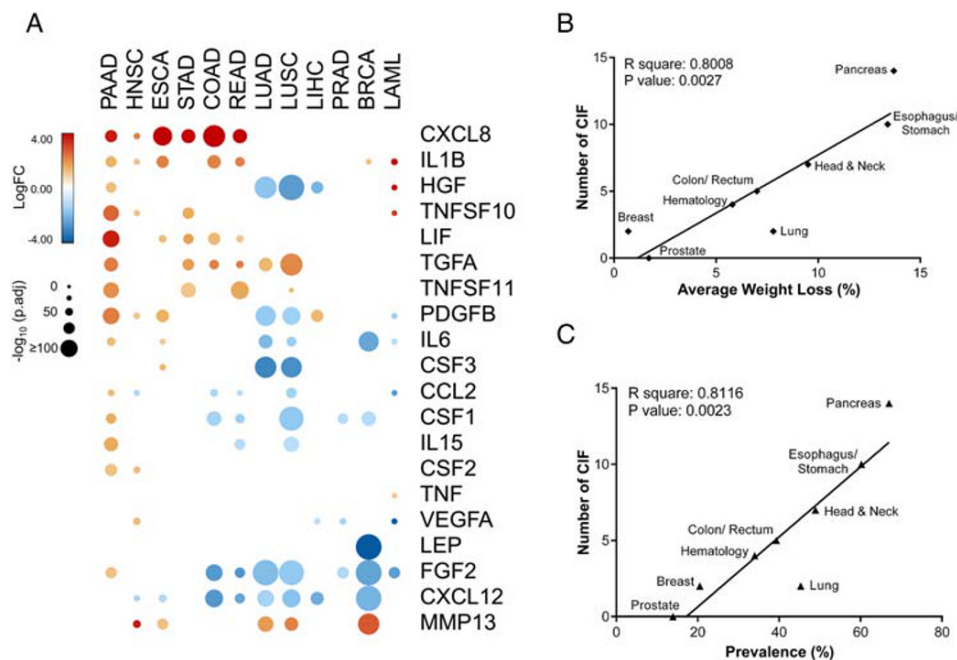 A
PAAD
HNSC
ESCA
STAD
COAD
READ
LUAD
LUSC
LIHC
PRAD
BRCA
LAML
4.00
0.00
-4.00
LogFC
0
50
≥100
-log10 (p.adj)
CXCL8
IL1B
HGF
TNFSF10
LIF
TGFA
TNFSF11
PDGFB
IL6
CSF3
CCL2
CSF1
IL15
CSF2
TNF
VEGFA
LEP
FGF2
CXCL12
MMP13
B
R square: 0.8008
P value: 0.0027
Number of CIF
15
10
5
0
0 5 10 15
Average Weight Loss (%)
Pancreas
Esophagus/
Stomach
Head & Neck
Colon/ Rectum
Hematology
Breast
Lung
Prostate
C
R square: 0.8116
P value: 0.0023
Number of CIF
15
10
5
0
0 20 40 60 80
Prevalence (%)
Pancreas
Esophagus/
Stomach
Head & Neck
Colon/ Rectum
Hematology
Breast
Lung
Prostate